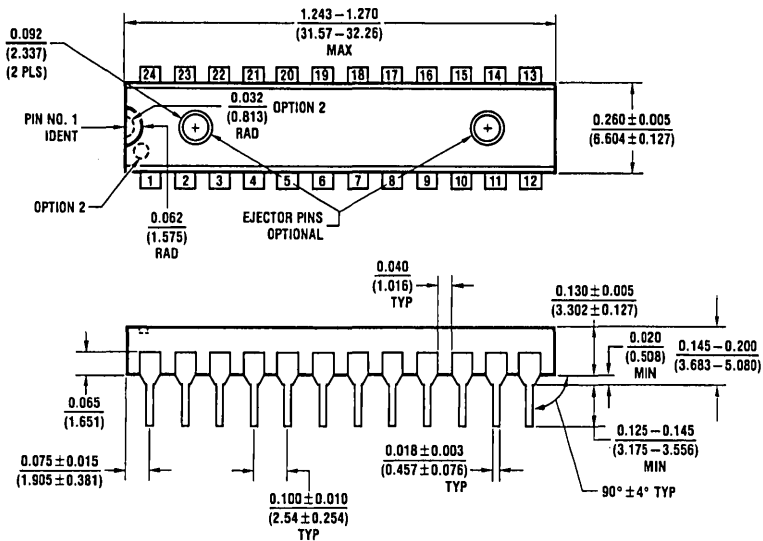 1.243–1.270
(31.57–32.26)
MAX
0.092
(2.337)
(2 PLS)
24 23 22 21 20 19 18 17 16 15 14 13
0.032
(0.813)
RAD
OPTION 2
PIN NO. 1
IDENT
0.260±0.005
(6.604±0.127)
1 2 3 4 5 6 7 8 9 10 11 12
OPTION 2
0.062
(1.575)
RAD
EJECTOR PINS
OPTIONAL
0.040
(1.016)
TYP
0.130±0.005
(3.302±0.127)
0.020
(0.508)
MIN
0.145–0.200
(3.683–5.080)
0.065
(1.651)
0.125–0.145
(3.175–3.556)
MIN
0.075±0.015
(1.905±0.381)
0.018±0.003
(0.457±0.076)
TYP
0.100±0.010
(2.54±0.254)
TYP
90° ±4° TYP